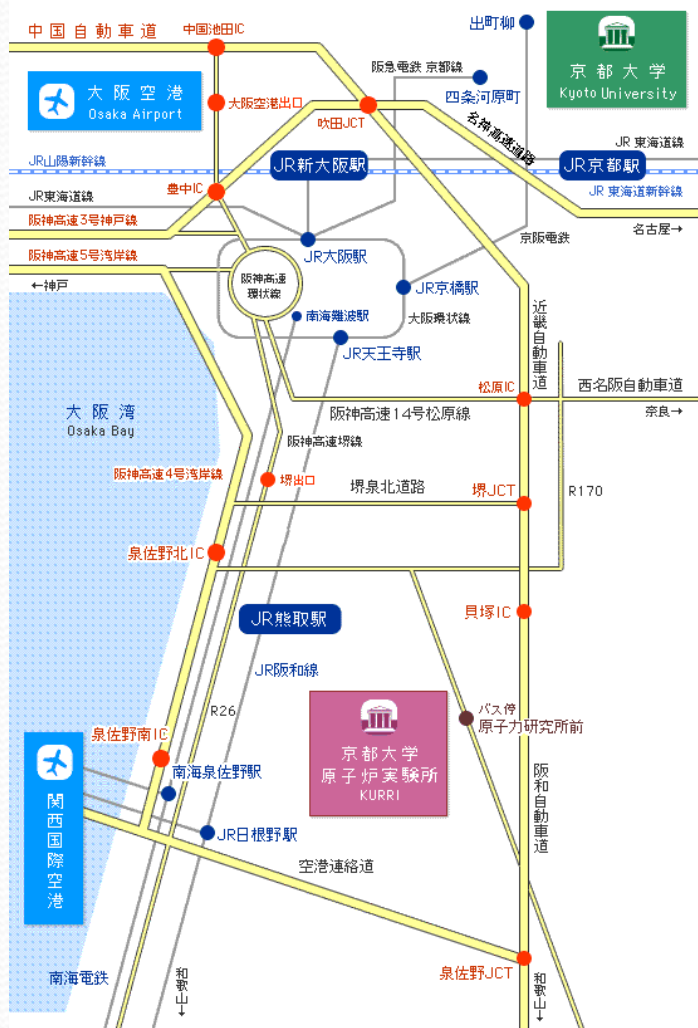 中国自動車道
中国池田IC
出町柳
京都大学
Kyoto University
大阪空港
Osaka Airport
大阪空港出口
阪急電鉄 京都線
四条河原町
吹田JCT
名神高速道路
JR 東海道線
JR山陽新幹線
JR新大阪駅
JR京都駅
JR東海道線
豊中IC
JR 東海道新幹線
阪神高速3号神戸線
名古屋→
阪神高速5号湾岸線
JR大阪駅
京阪電鉄
←神戸
阪神高速
環状線
JR京橋駅
南海難波駅
大阪環状線
近畿自動車道
JR天王寺駅
松原IC
西名阪自動車道
大阪湾
Osaka Bay
阪神高速14号松原線
奈良→
阪神高速堺線
阪神高速4号湾岸線
堺出口
堺泉北道路
堺JCT
R170
泉佐野北IC
JR熊取駅
貝塚IC
JR阪和線
R26
バス停
原子力研究所前
京都大学
原子炉実験所
KURRI
泉佐野南IC
南海泉佐野駅
関西国際空港
阪和自動車道
JR日根野駅
空港連絡道
南海電鉄
和歌山→
泉佐野JCT
和歌山→